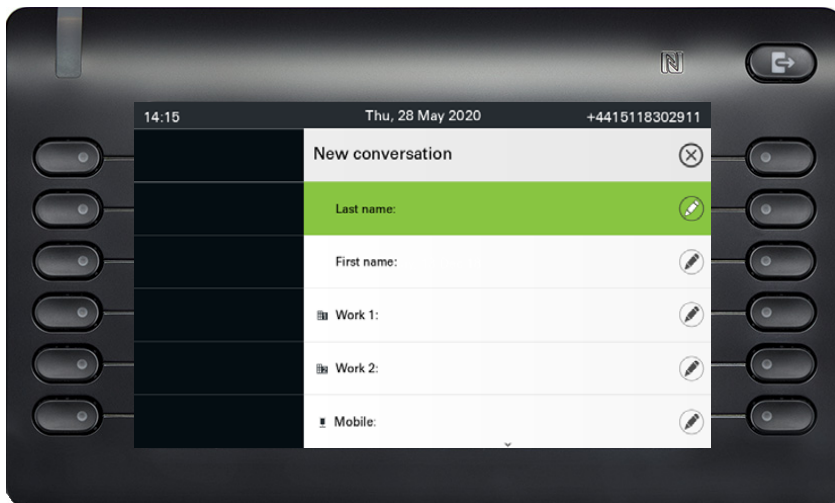 14:15 Thu, 28 May 2020 +4415118302911
New conversation
Last name:
First name:
Work 1:
Work 2:
Mobile: